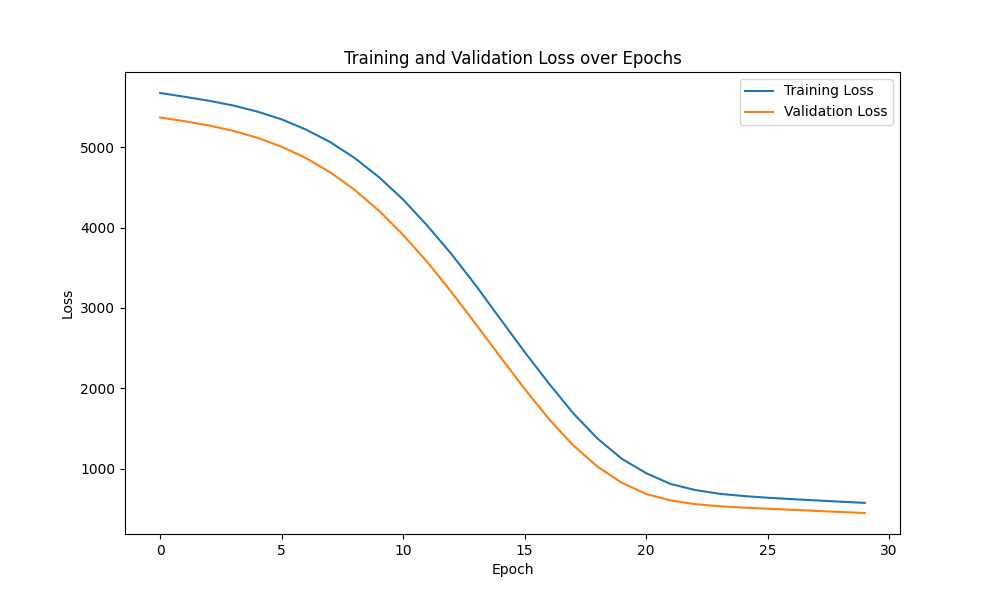 Training and Validation Loss over Epochs
Training Loss
Validation Loss
Loss
5000
4000
3000
2000
1000
0 5 10 15 20 25 30
Epoch